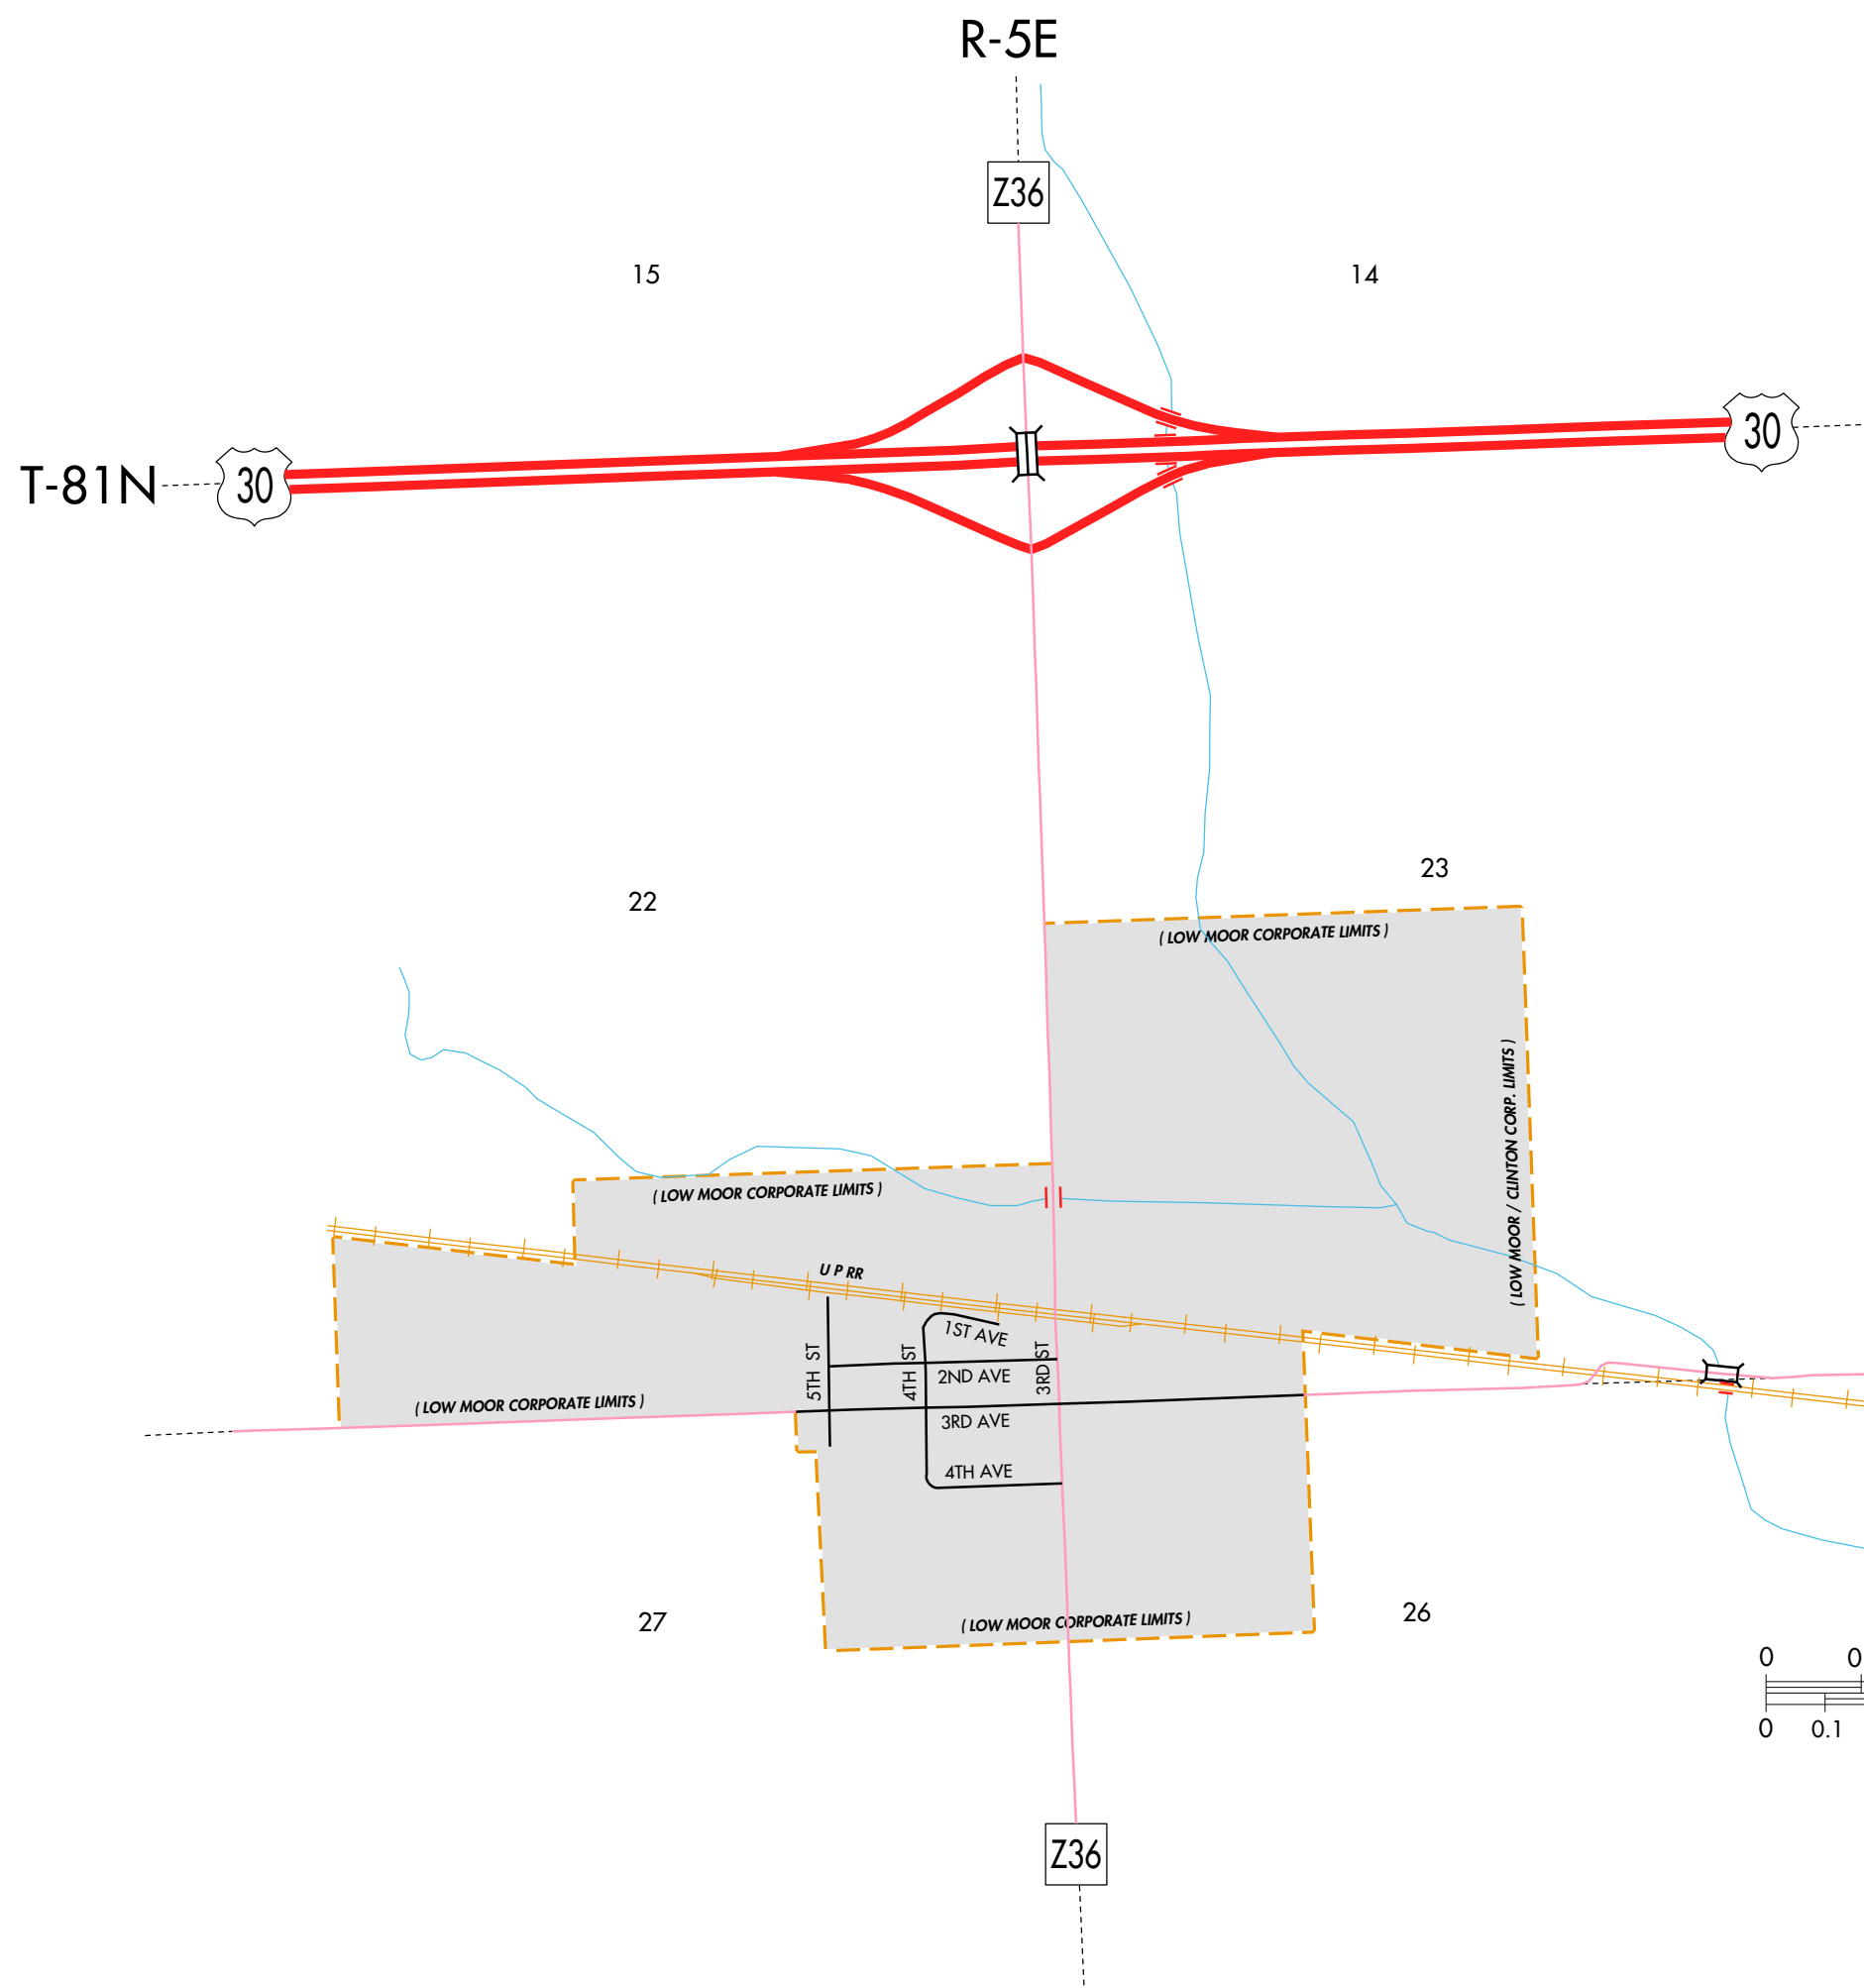 R-5E
Z36
15
14
30
T-81N
30
23
22
( LOW MOOR CORPORATE LIMITS )
( LOW MOOR / CLINTON CORP. LIMITS )
( LOW MOOR CORPORATE LIMITS )
U P RR
1ST AVE
5TH ST
4TH ST
3RD ST
2ND AVE
( LOW MOOR CORPORATE LIMITS )
3RD AVE
4TH AVE
( LOW MOOR CORPORATE LIMITS )
27
26
0 0
0 0.1
Z36